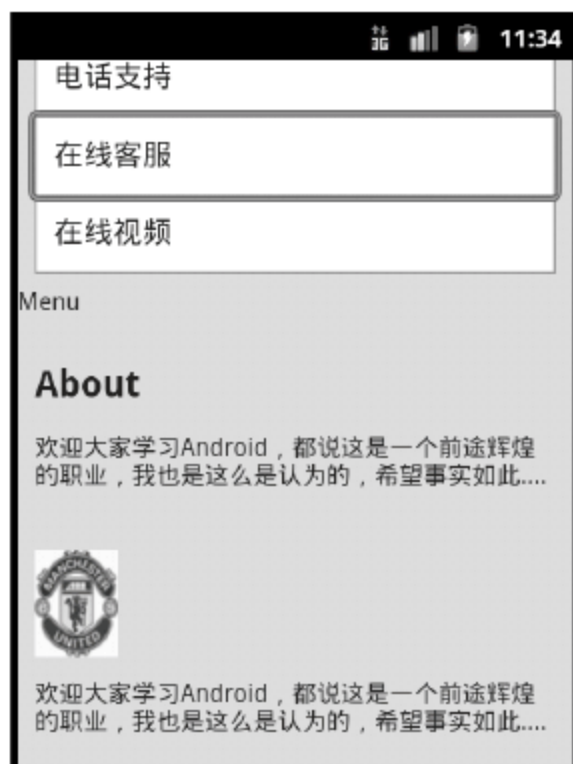 3G 11:34
电话支持
在线客服
在线视频
Menu
About
欢迎大家学习Android，都说这是一个前途辉煌
的职业，我也是这么是认为的，希望事实如此....
MANCHESTER
UNITED
欢迎大家学习Android，都说这是一个前途辉煌
的职业，我也是这么是认为的，希望事实如此....